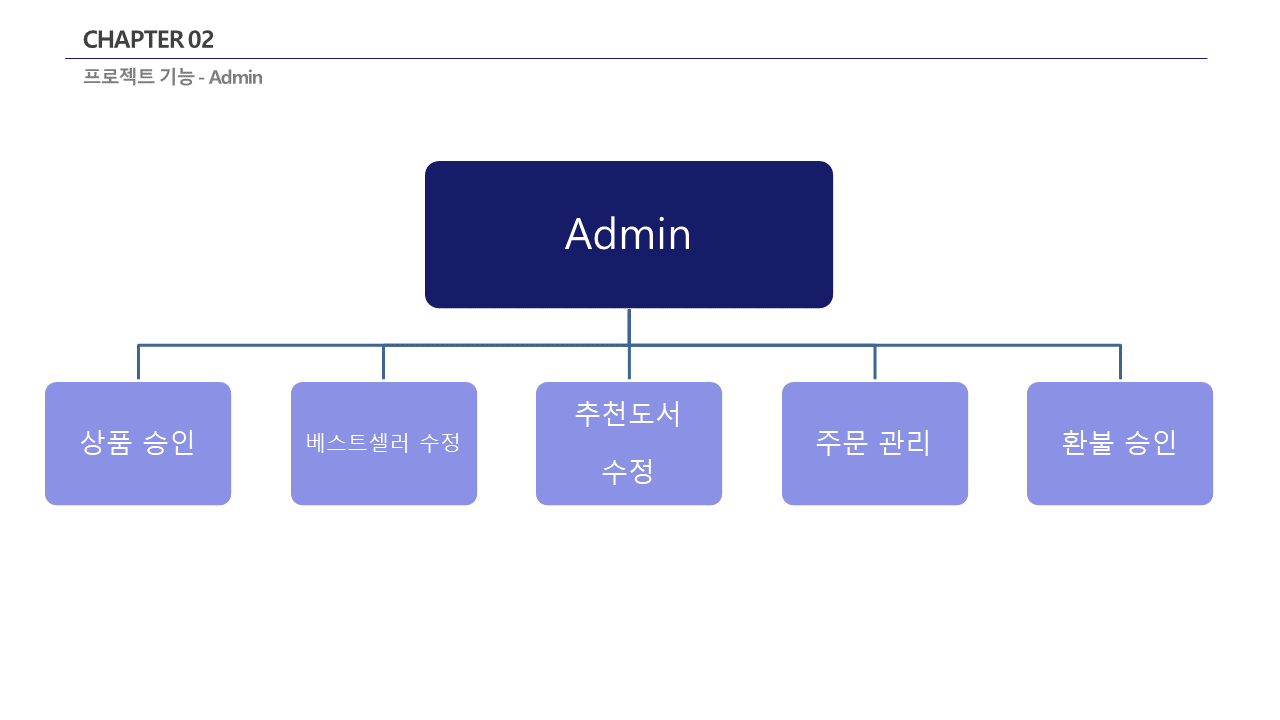 CHAPTER 02
프로젝트 기능 - Admin
Admin
상품 승인
베스트셀러 수정
추천도서
수정
주문 관리
환불 승인